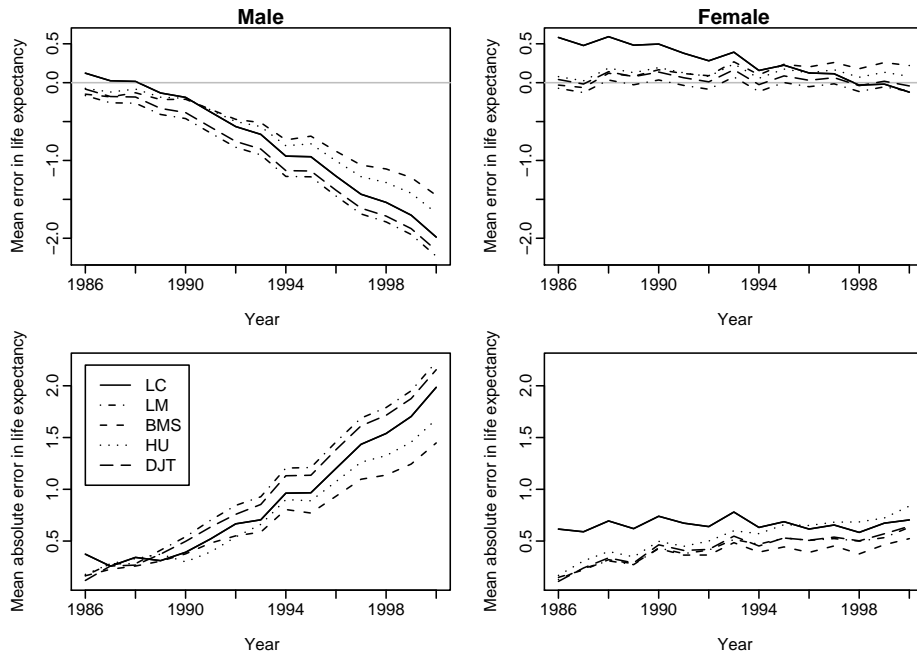 Male
Mean error in life expectancy
0.5
0.0
−1.0
−2.0
1986 1990 1994 1998
Year
Female
Mean error in life expectancy
0.5
0.0
−1.0
−2.0
1986 1990 1994 1998
Year
Mean absolute error in life expectancy
2.0
1.5
1.0
0.5
LC
LM
BMS
HU
DJT
1986 1990 1994 1998
Year
Mean absolute error in life expectancy
2.0
1.5
1.0
0.5
1986 1990 1994 1998
Year